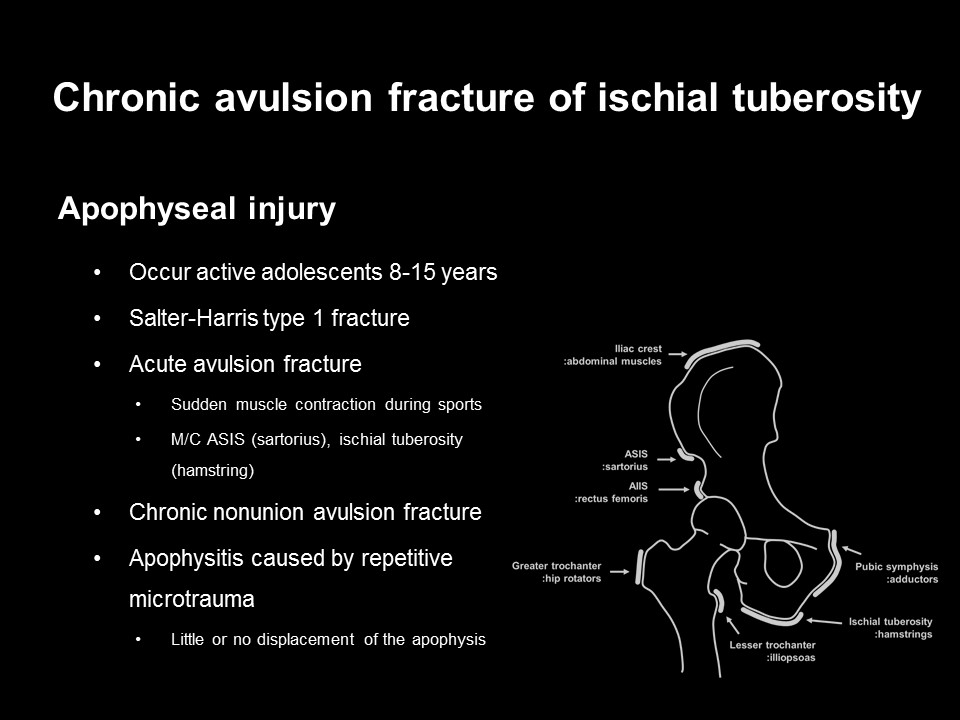 Chronic avulsion fracture of ischial tuberosity
Apophyseal injury
• Occur active adolescents 8-15 years
• Salter-Harris type 1 fracture
• Acute avulsion fracture
• Sudden muscle contraction during sports
• M/C ASIS (sartorius), ischial tuberosity
(hamstring)
• Chronic nonunion avulsion fracture
• Apophysitis caused by repetitive
microtrauma
• Little or no displacement of the apophysis
Iliac crest
:abdominal muscles
ASIS
:sartorius
AIIS
:rectus femoris
Greater trochanter
:hip rotators
Pubic symphysis
:adductors
Ischial tuberosity
:hamstrings
Lesser trochanter
:illiopsoas